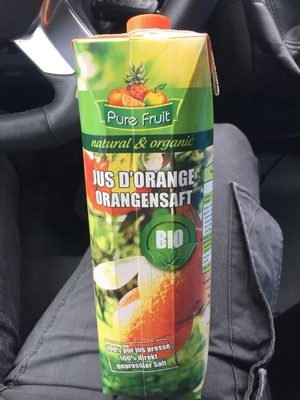 Pure Fruit
natural & organic
JUS D'ORANGE
ORANGENSAFT
BIO
100% pur jus pressé
100% direkt
gepresster Saft